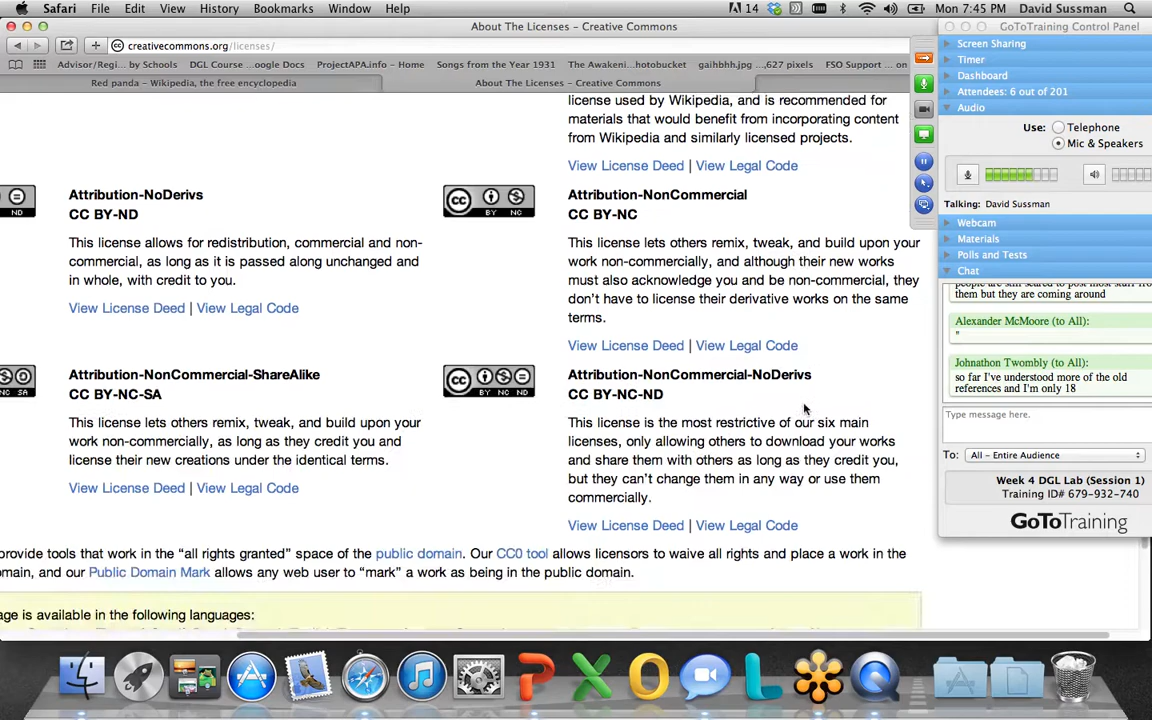 Safari File Edit View History Bookmarks Window Help
14 Mon 7:45 PM David Sussman
About The Licenses – Creative Commons
creativecommons.org/licenses/
Advisor/Regi... by Schools DGL Course ...oogle Docs ProjectAPA.info - Home Songs from the Year 1931 The Awakeni...hotobucket gaihbhh.jpg ...,627 pixels FSO Support ... on
Red panda – Wikipedia, the free encyclopedia
About The Licenses – Creative Commons
license used by Wikipedia, and is recommended for
materials that would benefit from incorporating content
from Wikipedia and similarly licensed projects.
View License Deed | View Legal Code
ND
Attribution-NoDerivs
CC BY-ND
This license allows for redistribution, commercial and non-
commercial, as long as it is passed along unchanged and
in whole, with credit to you.
View License Deed | View Legal Code
CC BY NC
Attribution-NonCommercial
CC BY-NC
This license lets others remix, tweak, and build upon your
work non-commercially, and although their new works
must also acknowledge you and be non-commercial, they
don’t have to license their derivative works on the same
terms.
View License Deed | View Legal Code
NC SA
Attribution-NonCommercial-ShareAlike
CC BY-NC-SA
This license lets others remix, tweak, and build upon your
work non-commercially, as long as they credit you and
license their new creations under the identical terms.
View License Deed | View Legal Code
CC BY NC ND
Attribution-NonCommercial-NoDerivs
CC BY-NC-ND
This license is the most restrictive of our six main
licenses, only allowing others to download your works
and share them with others as long as they credit you,
but they can’t change them in any way or use them
commercially.
View License Deed | View Legal Code
provide tools that work in the “all rights granted” space of the public domain. Our CC0 tool allows licensors to waive all rights and place a work in the
main, and our Public Domain Mark allows any web user to “mark” a work as being in the public domain.
age is available in the following languages:
GoToTraining Control Panel
Screen Sharing
Timer
Dashboard
Attendees: 6 out of 201
Audio
Use: Telephone
Mic & Speakers
Talking: David Sussman
Webcam
Materials
Polls and Tests
Chat
people are still scared to post most stuff from
them but they are coming around
Alexander McMoore (to All):
"
Johnathon Twombly (to All):
so far I've understood more of the old
references and I'm only 18
Type message here.
To: All - Entire Audience
Week 4 DGL Lab (Session 1)
Training ID# 679-932-740
GoToTraining